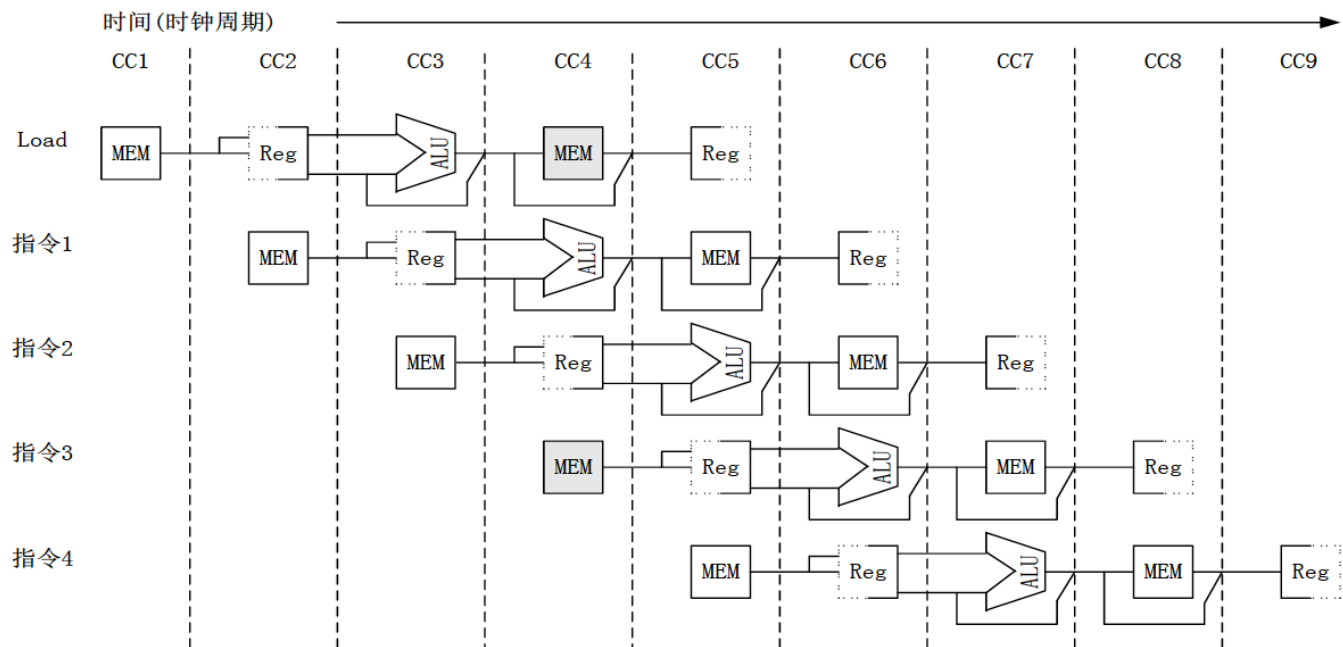 时间(时钟周期)
CC1 CC2 CC3 CC4 CC5 CC6 CC7 CC8 CC9
Load MEM Reg ALU MEM Reg
指令1 MEM Reg ALU MEM Reg
指令2 MEM Reg ALU MEM Reg
指令3 MEM Reg ALU MEM Reg
指令4 MEM Reg ALU MEM Reg